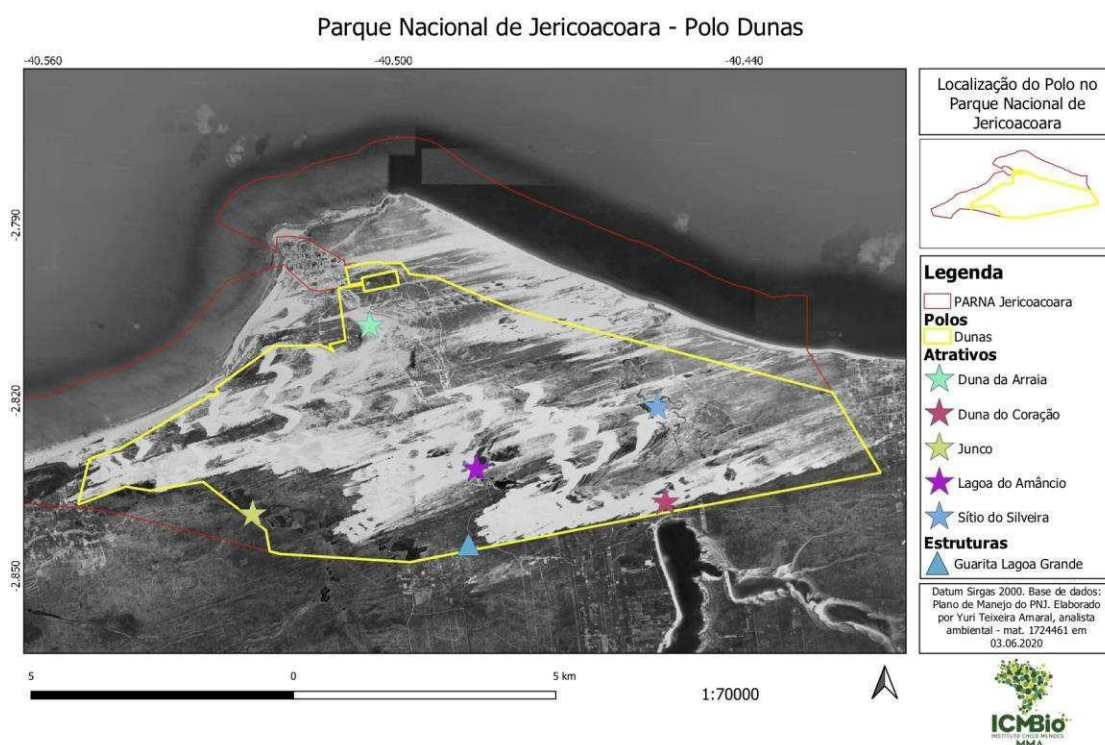 Parque Nacional de Jericoacoara - Polo Dunas
-40.560
-40.500
-40.440
-2.790
-2.820
-2.850
Localização do Polo no
Parque Nacional de
Jericoacoara
Legenda
PARNA Jericoacoara
Polos
Dunas
Atrativos
Duna da Arraia
Duna do Coração
Junco
Lagoa do Amâncio
Sítio do Silveira
Estruturas
Guarita Lagoa Grande
Datum Sirgas 2000. Base de dados:
Plano de Manejo do PNJ. Elaborado
por Yuri Teixeira Amaral, analista
ambiental - mat. 1724461 em
03.06.2020
5
0
5 km
1:70000
ICMBio
INSTITUTO CHICO MENDES
MMA